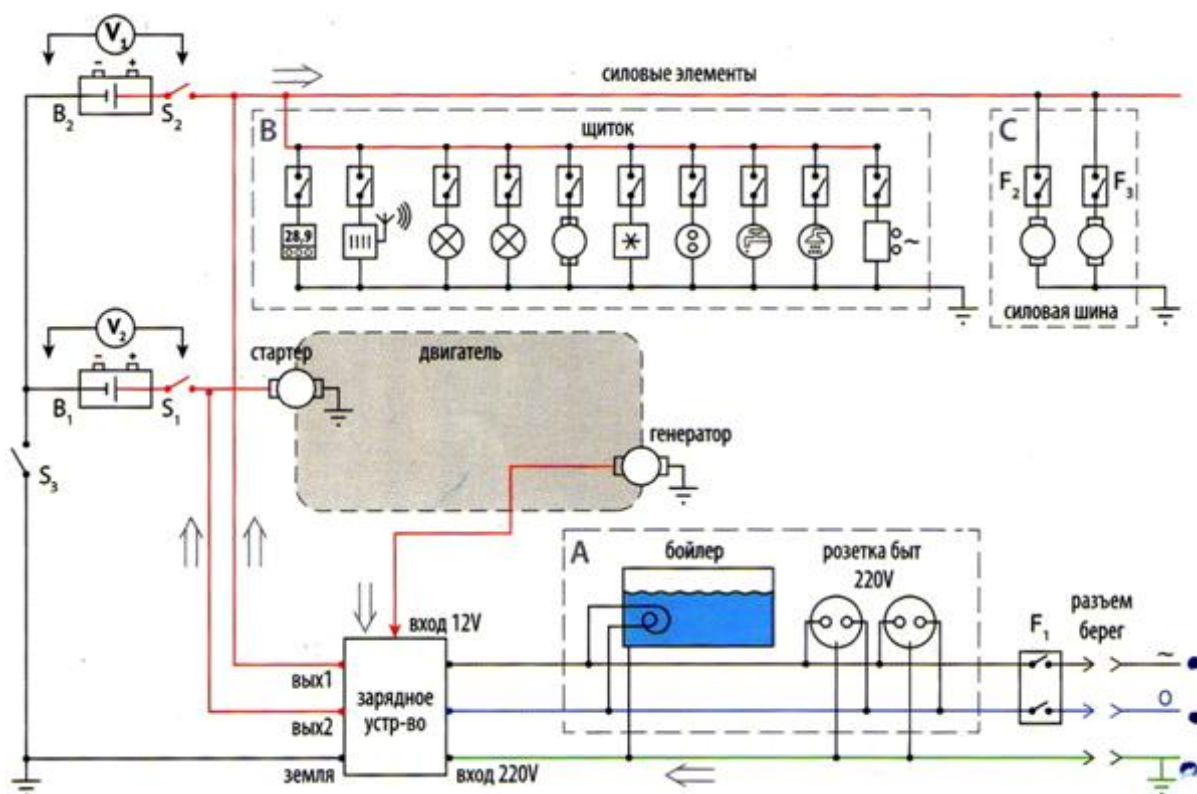 V₁
- +
B₂
S₂
силовые элементы
B
щиток
28,9
~
C
F₂
F₃
силовая шина
V₂
- +
B₁
S₁
стартер
двигатель
генератор
S₃
A
бойлер
розетка быт
220V
F₁
разъем
берег
~
O
вход 12V
вых1
вых2
земля
зарядное
устр-во
вход 220V